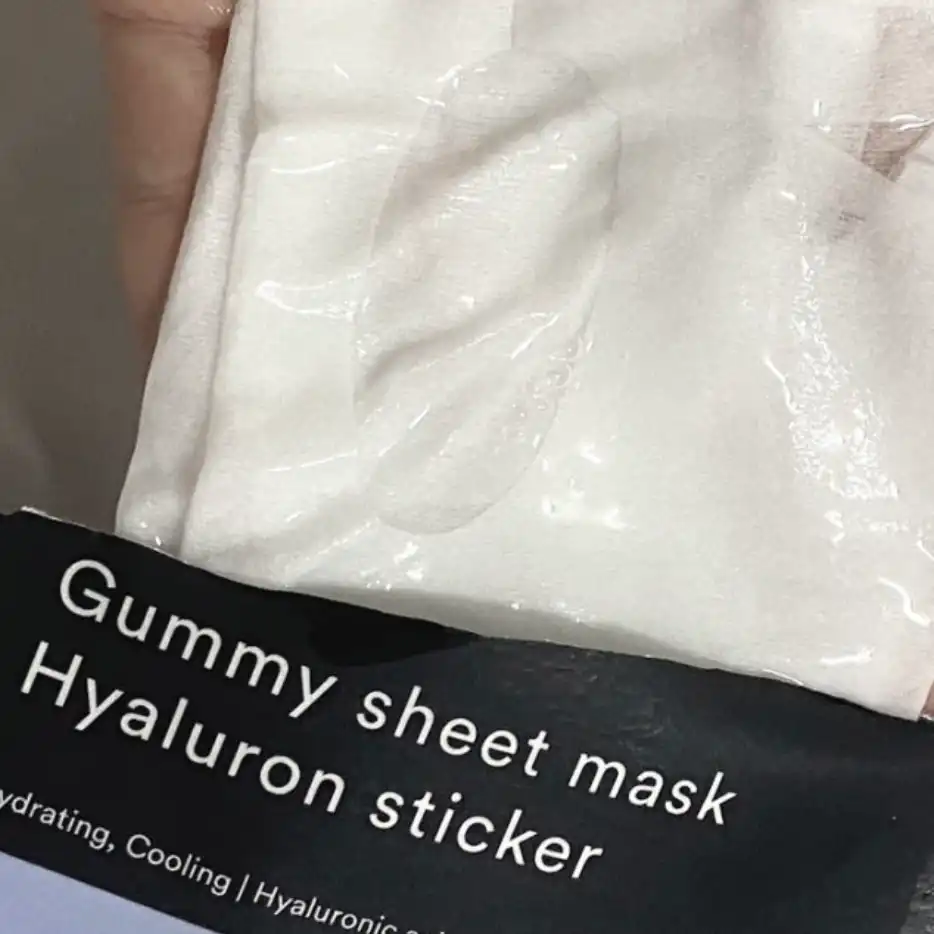 Gummy sheet mask
Hyaluron sticker
ydrating, Cooling | Hyaluronic